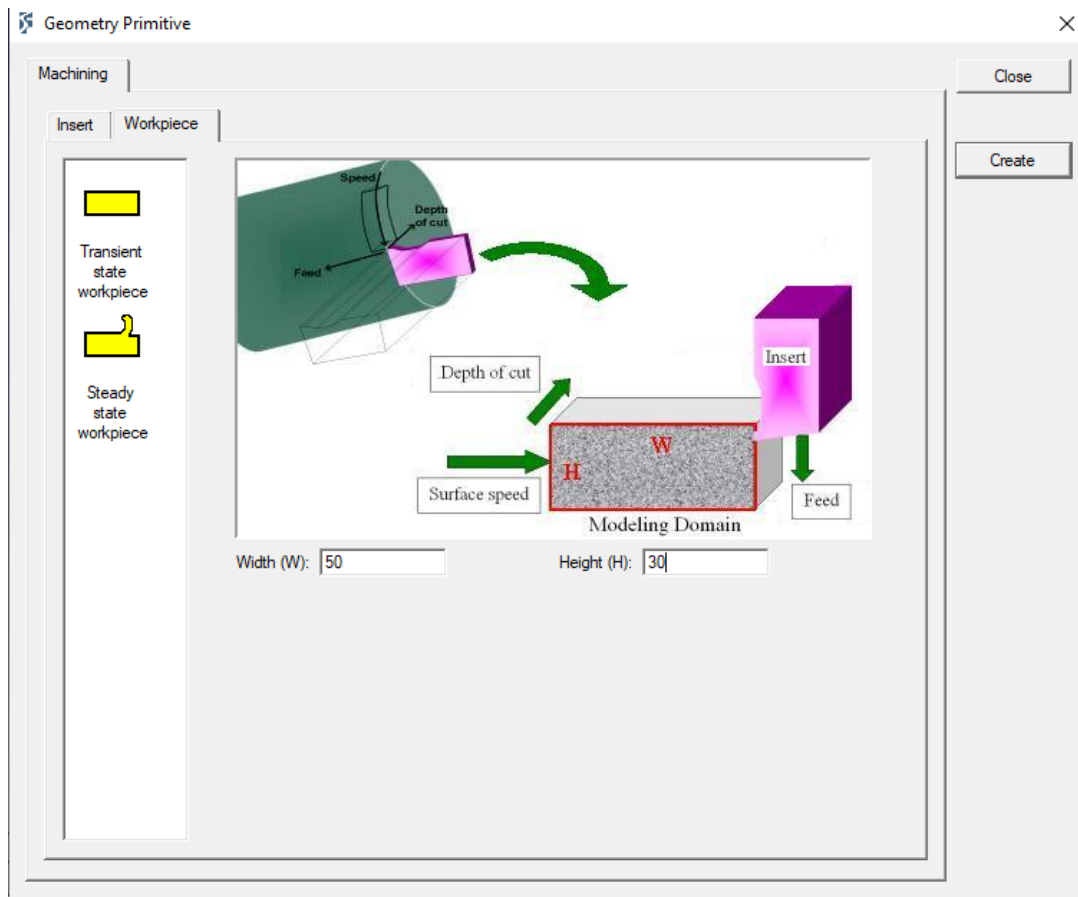 Geometry Primitive
Machining
Close
Insert
Workpiece
Create
Transient
state
workpiece
Steady
state
workpiece
Speed
Depth
of cut
Feed
Depth of cut
Insert
W
H
Surface speed
Feed
Modeling Domain
Width (W): 50
Height (H): 30